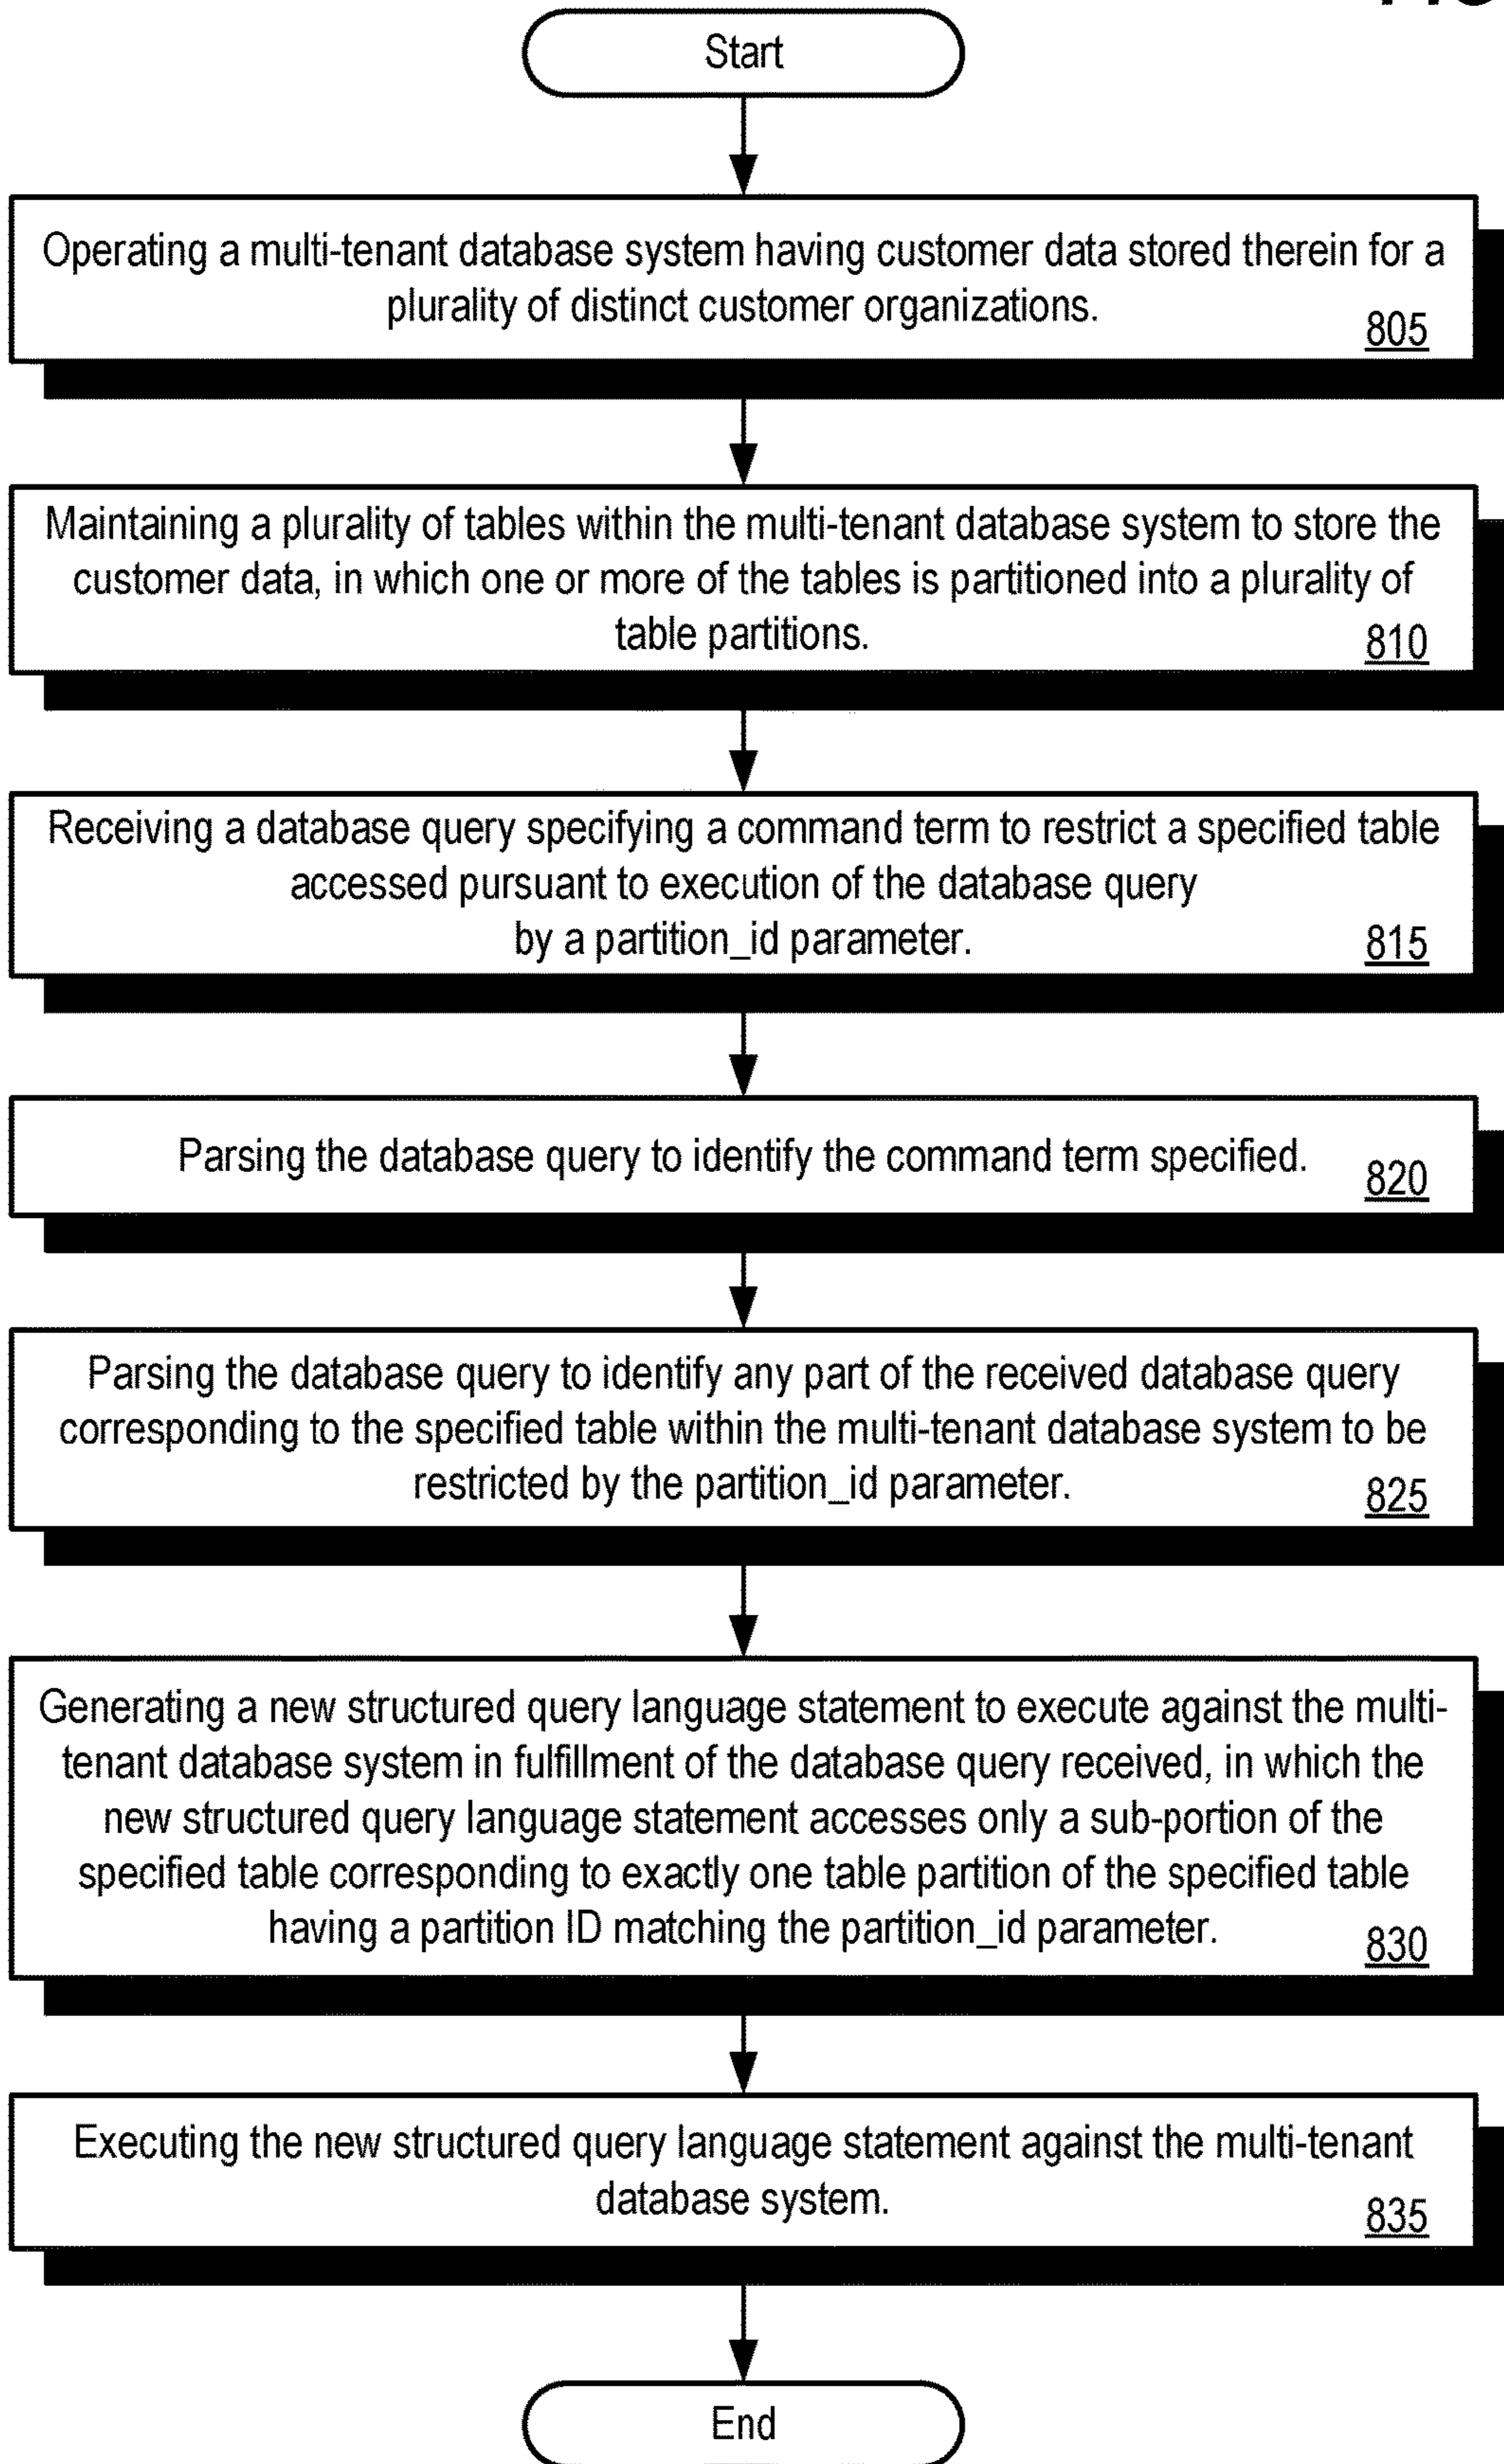 Start
Operating a multi-tenant database system having customer data stored therein for a
plurality of distinct customer organizations.
805
Maintaining a plurality of tables within the multi-tenant database system to store the
customer data, in which one or more of the tables is partitioned into a plurality of
table partitions.
810
Receiving a database query specifying a command term to restrict a specified table
accessed pursuant to execution of the database query
by a partition_id parameter.
815
Parsing the database query to identify the command term specified.
820
Parsing the database query to identify any part of the received database query
corresponding to the specified table within the multi-tenant database system to be
restricted by the partition_id parameter.
825
Generating a new structured query language statement to execute against the multi-
tenant database system in fulfillment of the database query received, in which the
new structured query language statement accesses only a sub-portion of the
specified table corresponding to exactly one table partition of the specified table
having a partition ID matching the partition_id parameter.
830
Executing the new structured query language statement against the multi-tenant
database system.
835
End